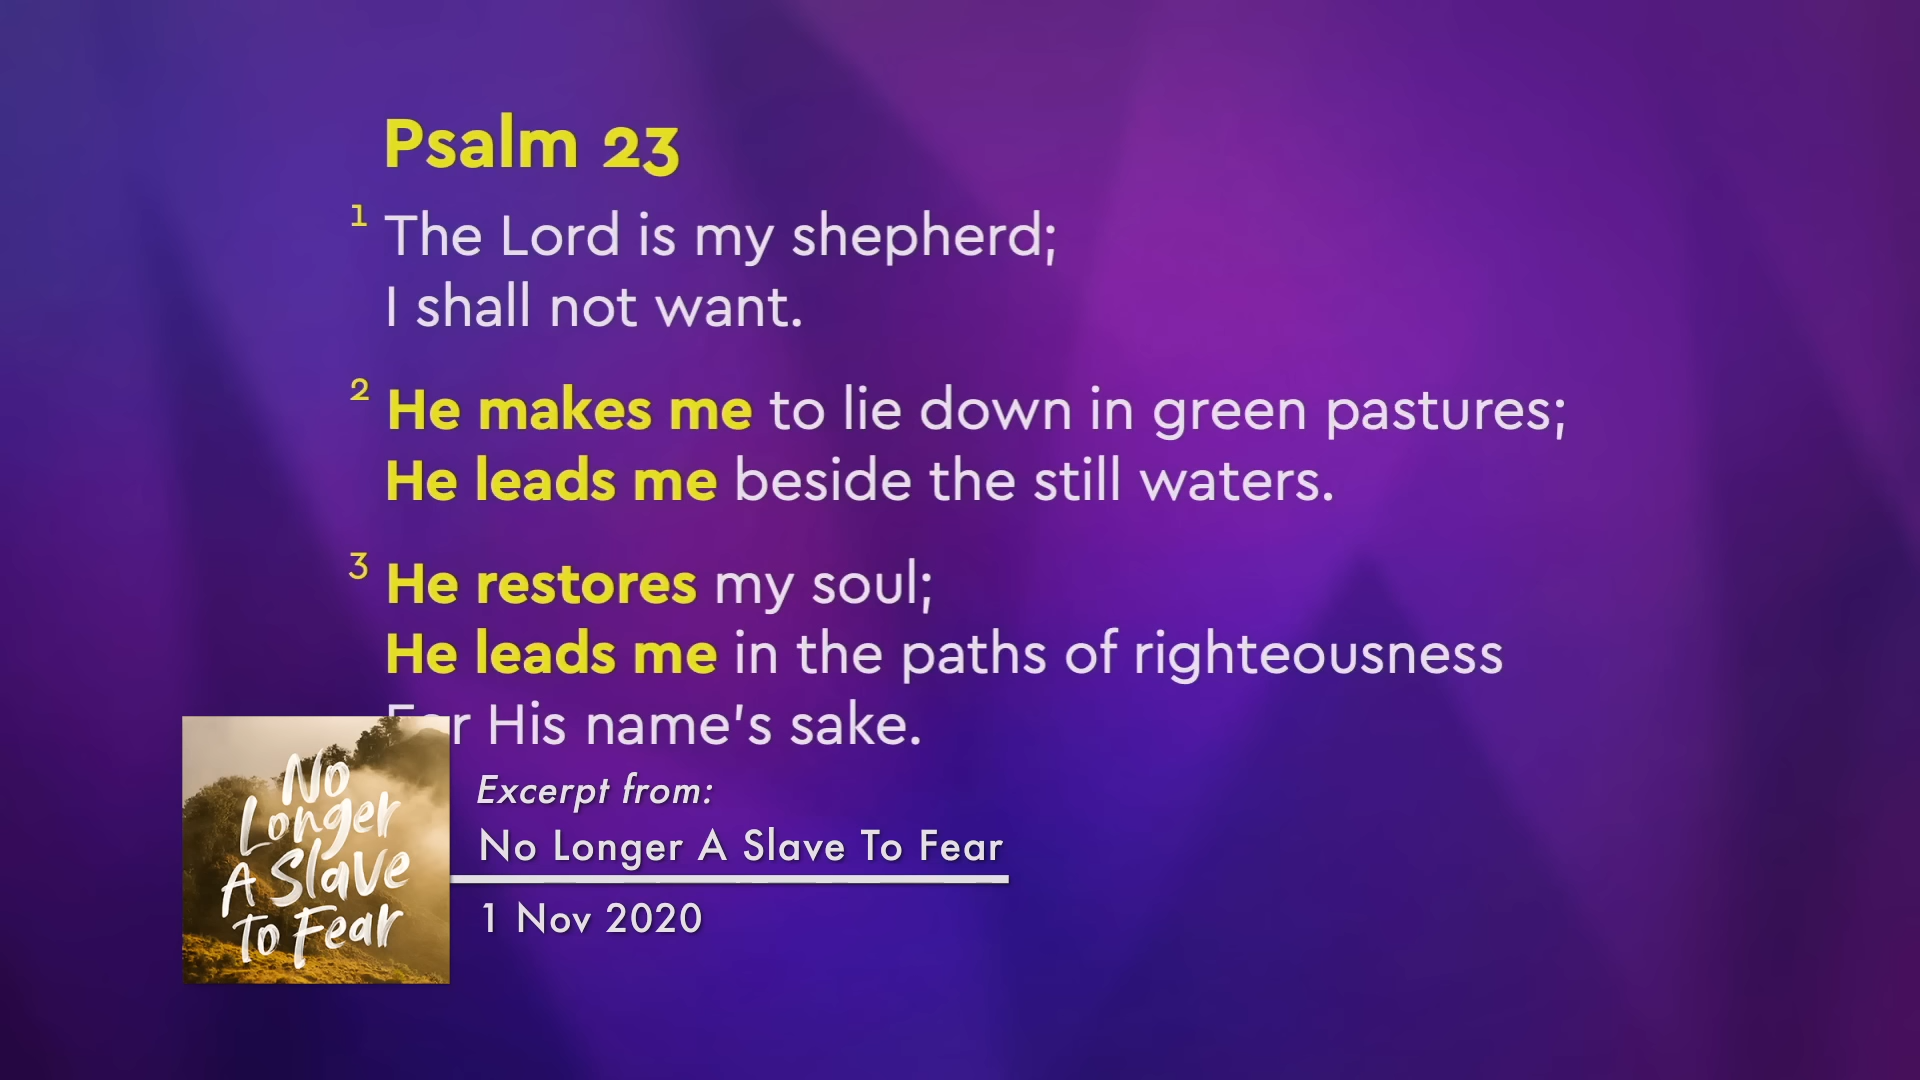 Psalm 23
1 The Lord is my shepherd;
I shall not want.
2 He makes me to lie down in green pastures;
He leads me beside the still waters.
3 He restores my soul;
He leads me in the paths of righteousness
For His name's sake.
No
Longer
A Slave
To Fear
Excerpt from:
No Longer A Slave To Fear
1 Nov 2020